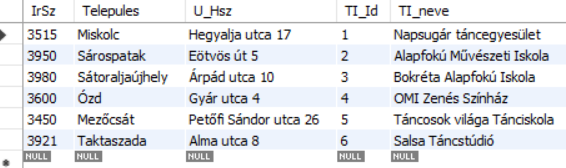 IrSz Telepules U_Hsz TI_Id TI_neve
3515 Miskolc Hegyalja utca 17 1 Napsugár táncegyesület
3950 Sárospatak Eötvös út 5 2 Alapfokú Művészeti Iskola
3980 Sátoraljaújhely Árpád utca 10 3 Bokréta Alapfokú Iskola
3600 Ózd Gyár utca 4 4 OMI Zenés Színház
3450 Mezőcsát Petőfi Sándor utca 26 5 Táncosok világa Tánciskola
3921 Taktaszada Alma utca 8 6 Salsa Táncstúdió
NULL NULL NULL NULL NULL